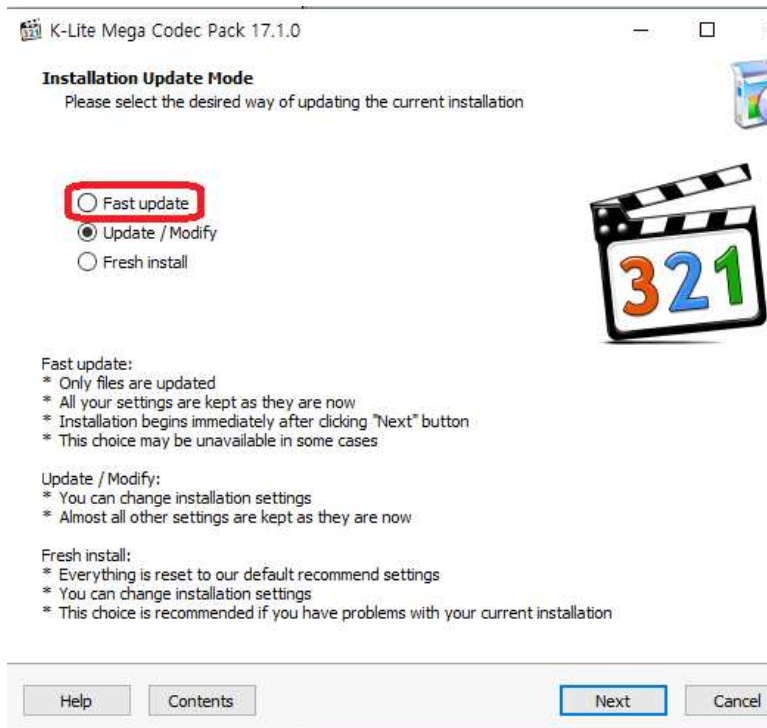 K-Lite Mega Codec Pack 17.1.0
Installation Update Mode
Please select the desired way of updating the current installation
Fast update
Update / Modify
Fresh install
321
Fast update:
* Only files are updated
* All your settings are kept as they are now
* Installation begins immediately after clicking "Next" button
* This choice may be unavailable in some cases
Update / Modify:
* You can change installation settings
* Almost all other settings are kept as they are now
Fresh install:
* Everything is reset to our default recommend settings
* You can change installation settings
* This choice is recommended if you have problems with your current installation
Help Contents Next Cancel